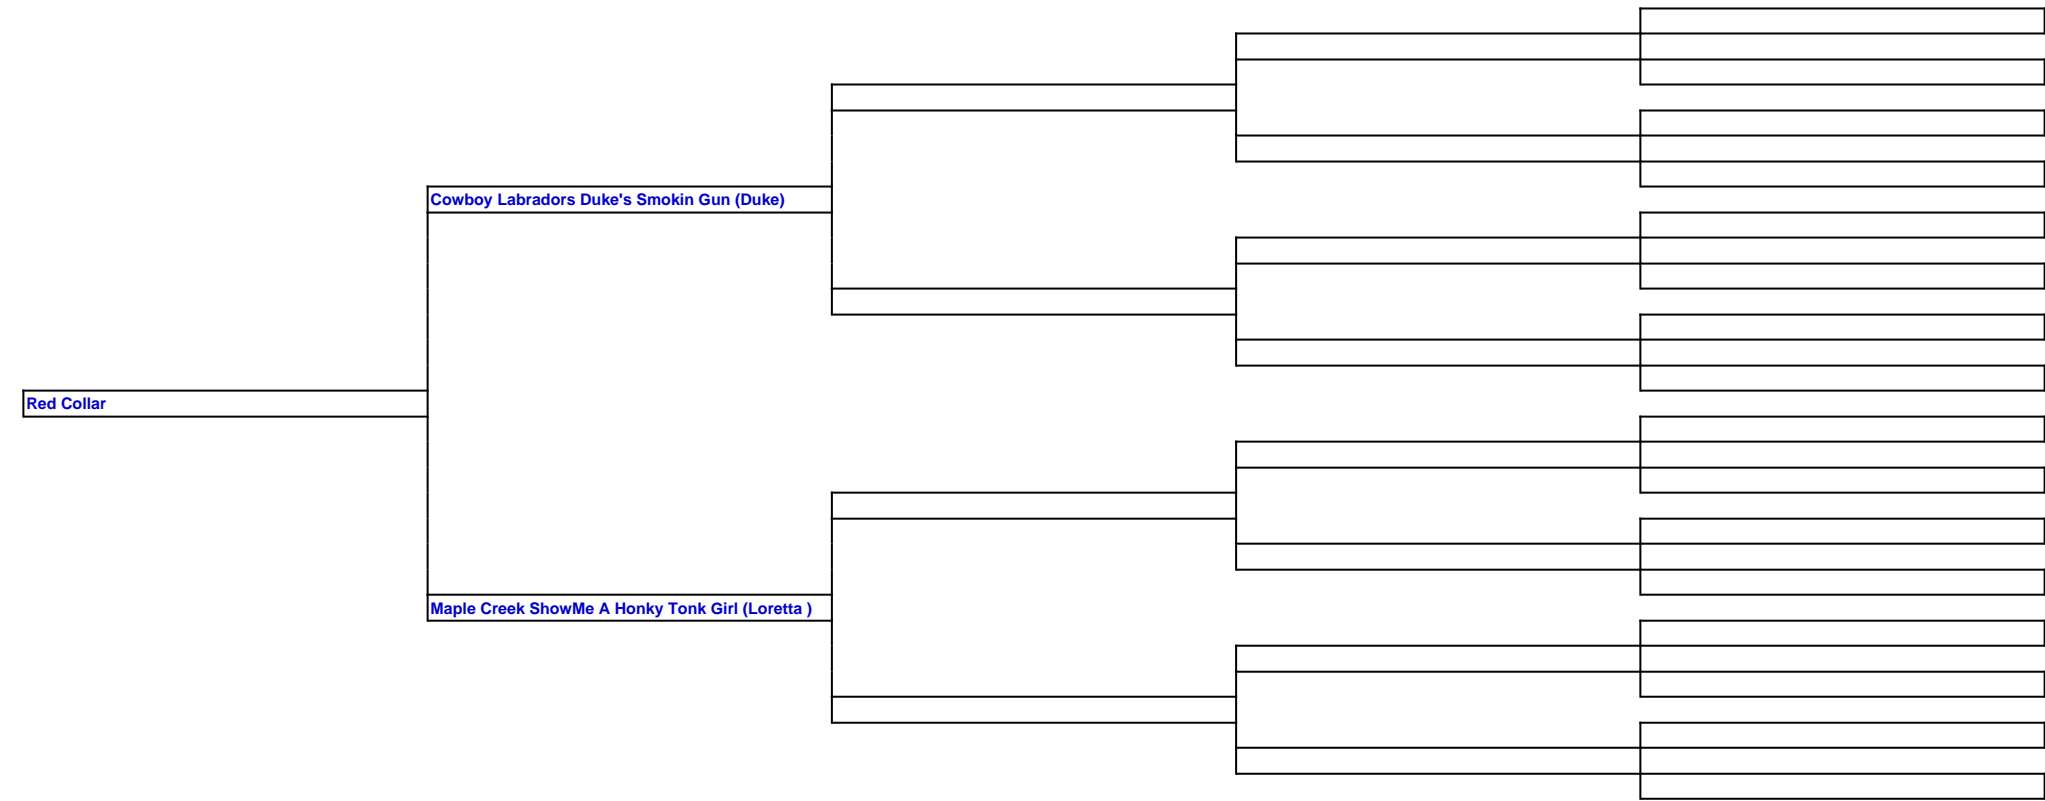 Cowboy Labradors Duke's Smokin Gun (Duke)
Red Collar
Maple Creek ShowMe A Honky Tonk Girl (Loretta )